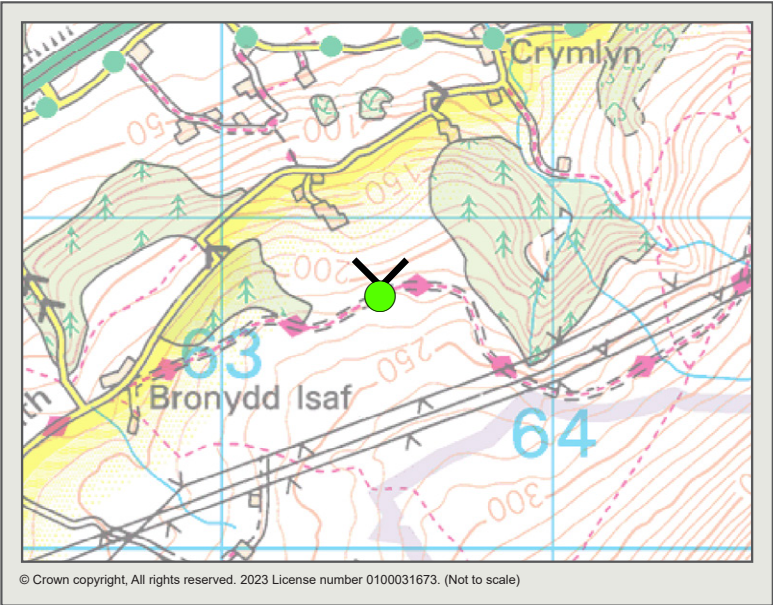 Crymlyn
50
100
150
200
63
250
Bronydd Isaf
th
64
300
© Crown copyright, All rights reserved. 2023 License number 0100031673. (Not to scale)